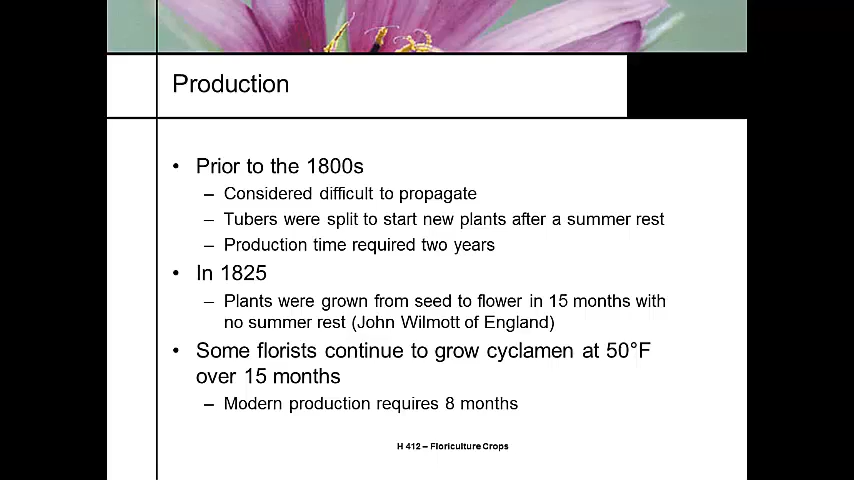 Production
• Prior to the 1800s
– Considered difficult to propagate
– Tubers were split to start new plants after a summer rest
– Production time required two years
• In 1825
– Plants were grown from seed to flower in 15 months with
no summer rest (John Wilmott of England)
• Some florists continue to grow cyclamen at 50°F
over 15 months
– Modern production requires 8 months
H 412 – Floriculture Crops